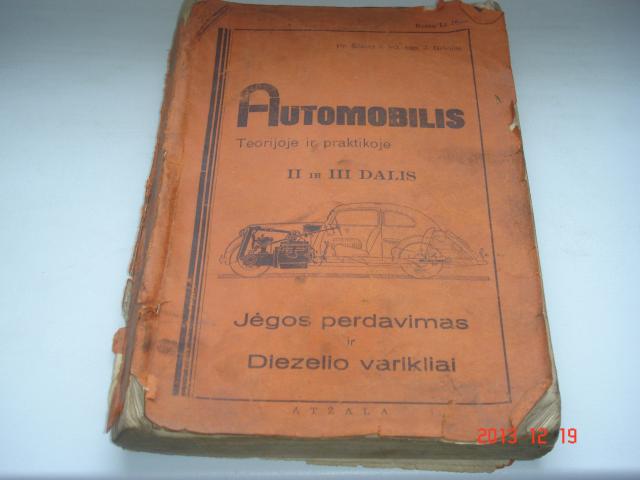 AUTOMOBILIS
Teorijoje ir praktikoje
II IR III DALIS
Jėgos perdavimas
ir
Diezelio varikliai
ATŽALA
2013 12 19